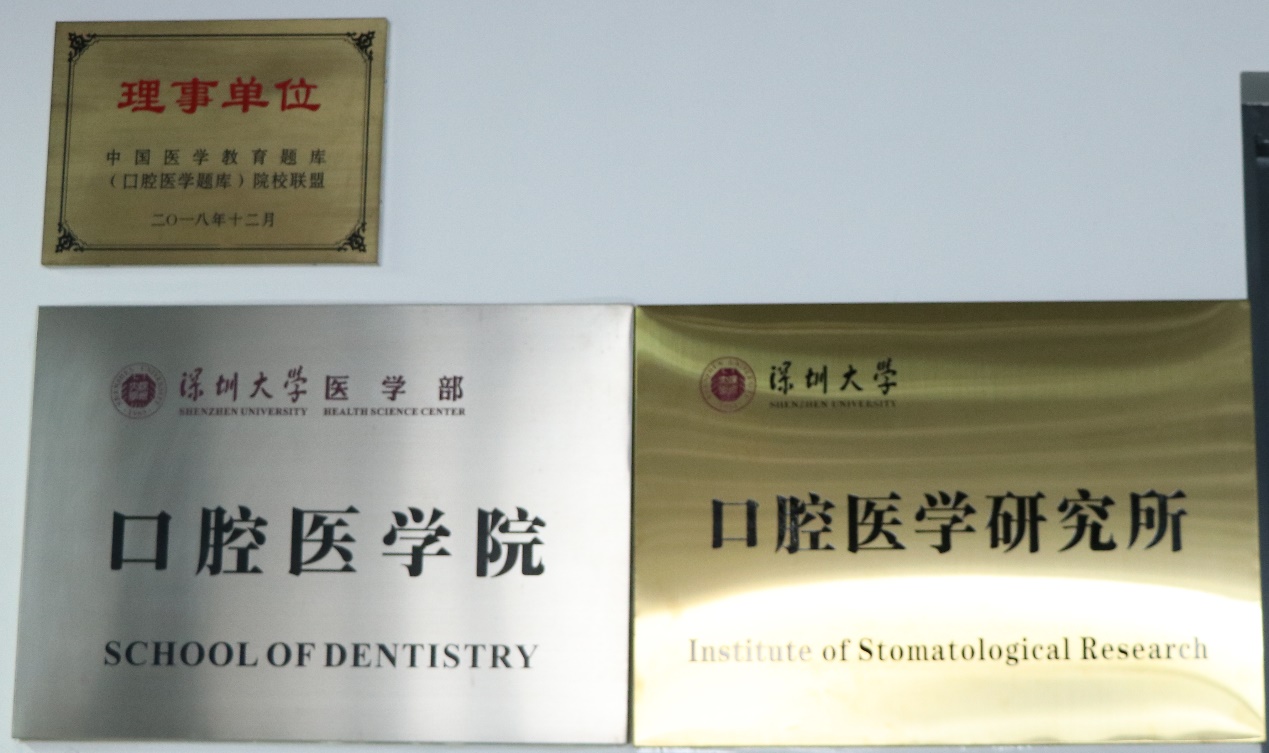 理事单位
中国医学教育题库
（口腔医学题库）院校联盟
二〇一八年十二月
深圳大学 医学部
SHENZHEN UNIVERSITY HEALTH SCIENCE CENTER
口腔医学院
SCHOOL OF DENTISTRY
深圳大学
SHENZHEN UNIVERSITY
口腔医学研究所
Institute of Stomatological Research